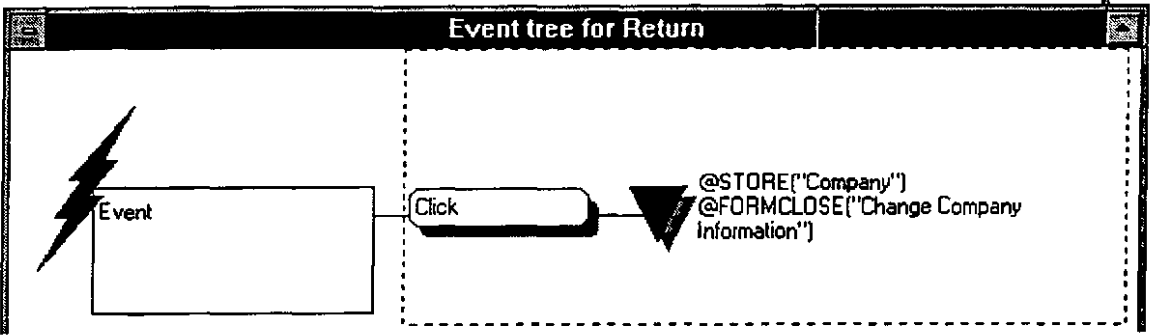 Event tree for Return
Event
Click
@STORE("Company")
@FORMCLOSE("Change Company
Information")